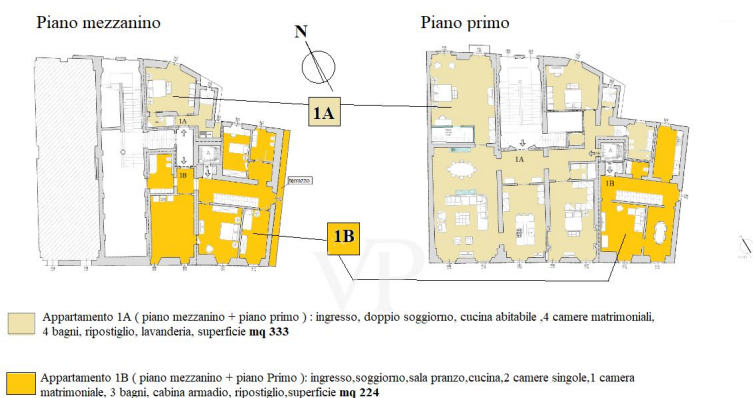 Piano mezzanino
Piano primo
N
1A
1A
1A
1B
1B
1B
terrazzo
VP
Appartamento 1A ( piano mezzanino + piano primo ) : ingresso, doppio soggiorno, cucina abitabile ,4 camere matrimoniali,
4 bagni, ripostiglio, lavanderia, superficie mq 333
Appartamento 1B ( piano mezzanino + piano Primo ): ingresso,soggiorno,sala pranzo,cucina,2 camere singole,1 camera
matrimoniale, 3 bagni, cabina armadio, ripostiglio,superficie mq 224